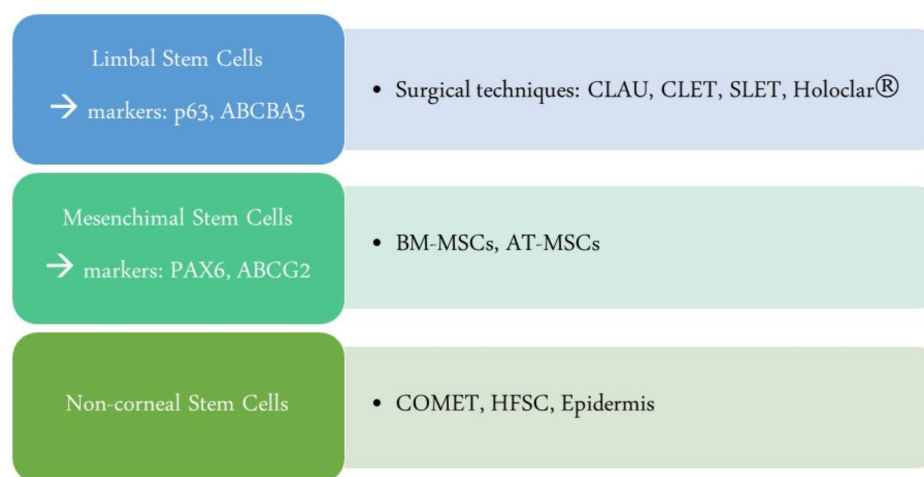 Limbal Stem Cells
→ markers: p63, ABCBA5
• Surgical techniques: CLAU, CLET, SLET, Holoclar®
Mesenchimal Stem Cells
→ markers: PAX6, ABCG2
• BM-MSCs, AT-MSCs
Non-corneal Stem Cells
• COMET, HFSC, Epidermis